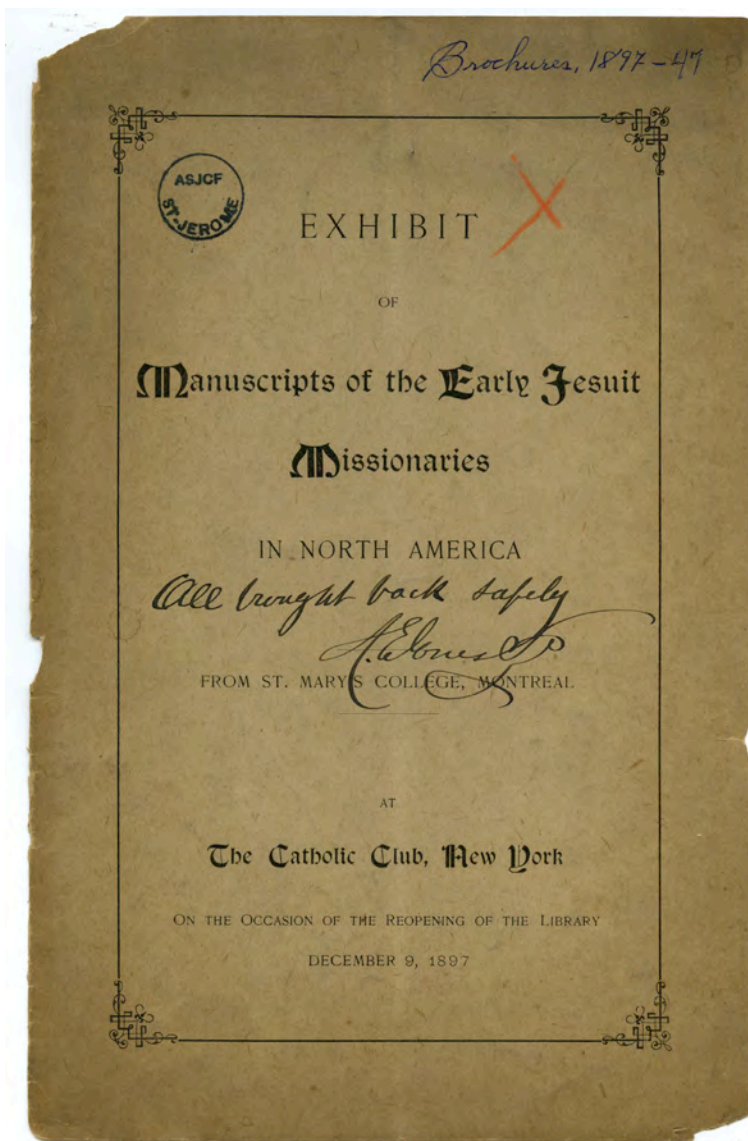 Brochures, 1897-47
ASJCF
ST-JEROME
EXHIBIT
OF
Manuscripts of the Early Jesuit
Missionaries
IN NORTH AMERICA
All brought back safely
A. E. Jones SJ
FROM ST. MARY'S COLLEGE, MONTREAL
AT
The Catholic Club, New York
ON THE OCCASION OF THE REOPENING OF THE LIBRARY
DECEMBER 9, 1897